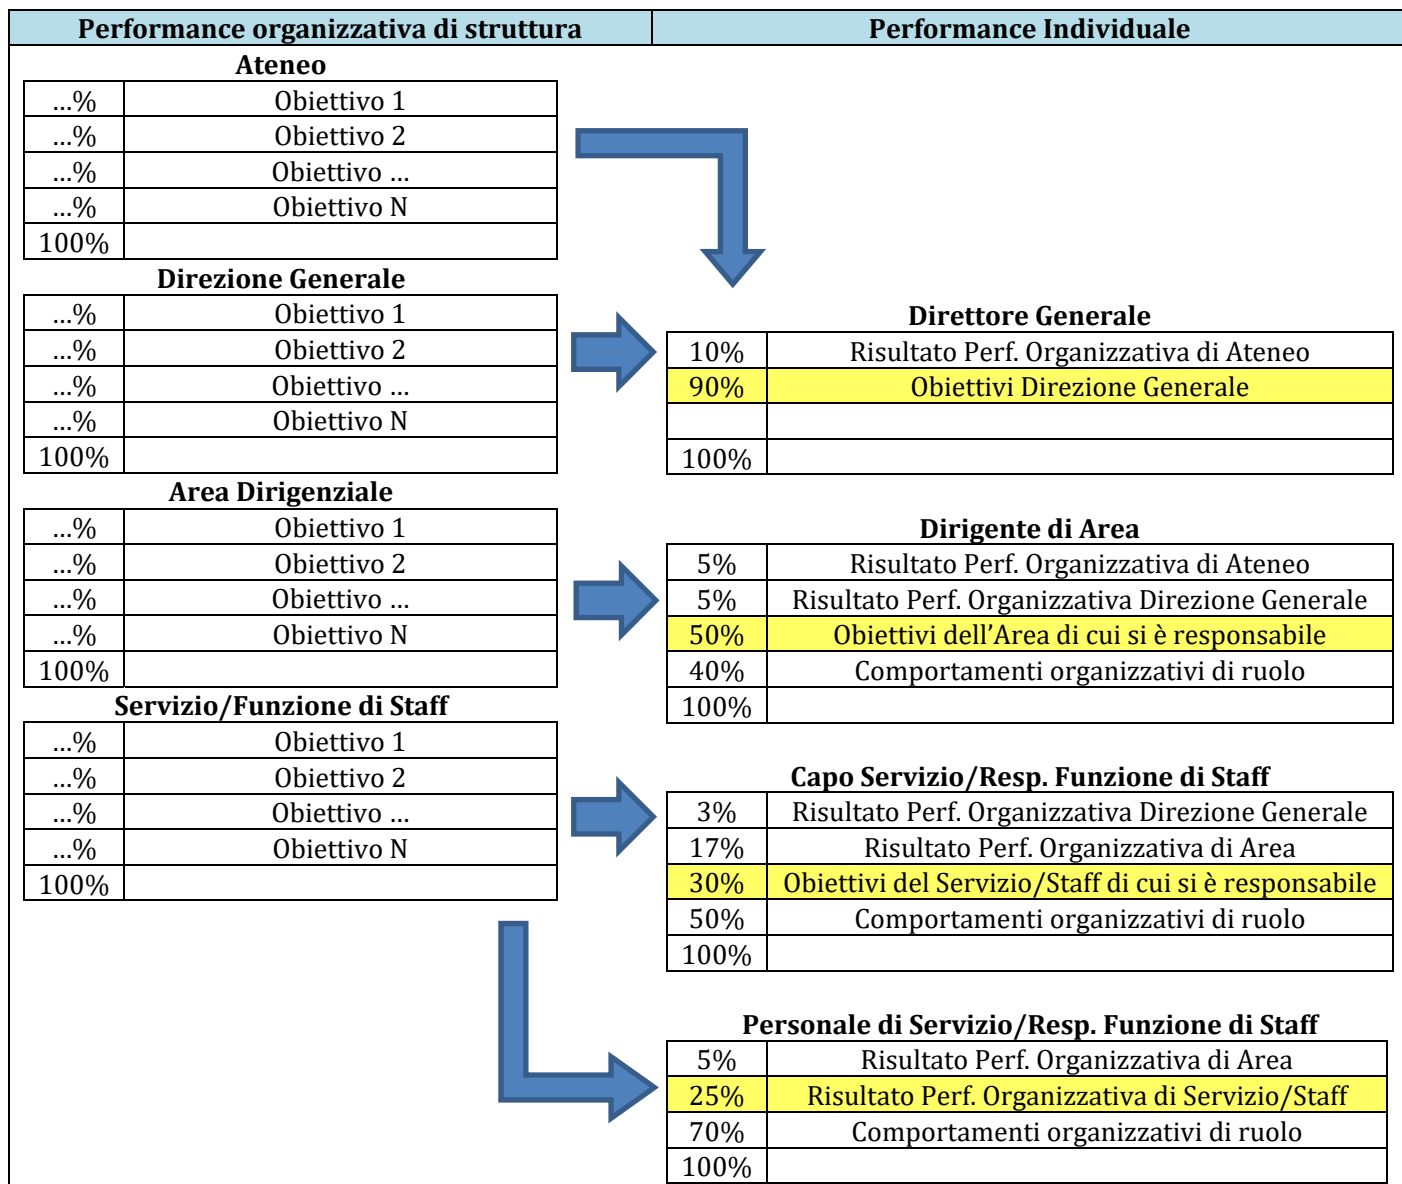 Performance organizzativa di struttura
Performance Individuale
Ateneo
...% Obiettivo 1
...% Obiettivo 2
...% Obiettivo ...
...% Obiettivo N
100%
Direzione Generale
...% Obiettivo 1
...% Obiettivo 2
...% Obiettivo ...
...% Obiettivo N
100%
Area Dirigenziale
...% Obiettivo 1
...% Obiettivo 2
...% Obiettivo ...
...% Obiettivo N
100%
Servizio/Funzione di Staff
...% Obiettivo 1
...% Obiettivo 2
...% Obiettivo ...
...% Obiettivo N
100%
Direttore Generale
10% Risultato Perf. Organizzativa di Ateneo
90% Obiettivi Direzione Generale
100%
Dirigente di Area
5% Risultato Perf. Organizzativa di Ateneo
5% Risultato Perf. Organizzativa Direzione Generale
50% Obiettivi dell’Area di cui si è responsabile
40% Comportamenti organizzativi di ruolo
100%
Capo Servizio/Resp. Funzione di Staff
3% Risultato Perf. Organizzativa Direzione Generale
17% Risultato Perf. Organizzativa di Area
30% Obiettivi del Servizio/Staff di cui si è responsabile
50% Comportamenti organizzativi di ruolo
100%
Personale di Servizio/Resp. Funzione di Staff
5% Risultato Perf. Organizzativa di Area
25% Risultato Perf. Organizzativa di Servizio/Staff
70% Comportamenti organizzativi di ruolo
100%